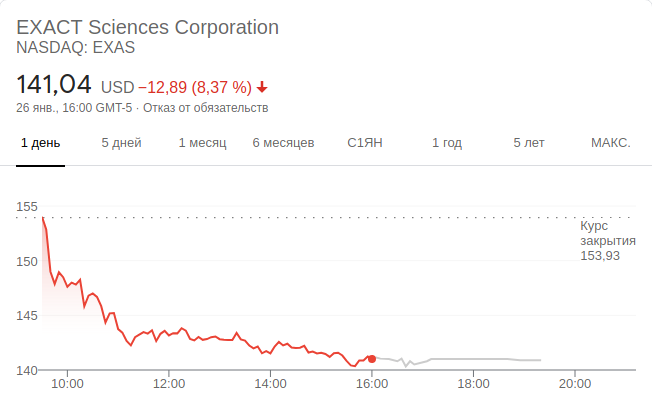 EXACT Sciences Corporation
NASDAQ: EXAS
141,04 USD −12,89 (8,37 %)
26 янв., 16:00 GMT-5 · Отказ от обязательств
1 день 5 дней 1 месяц 6 месяцев С1ЯН 1 год 5 лет МАКС.
155
Курс
закрытия
153,93
150
145
140
10:00 12:00 14:00 16:00 18:00 20:00